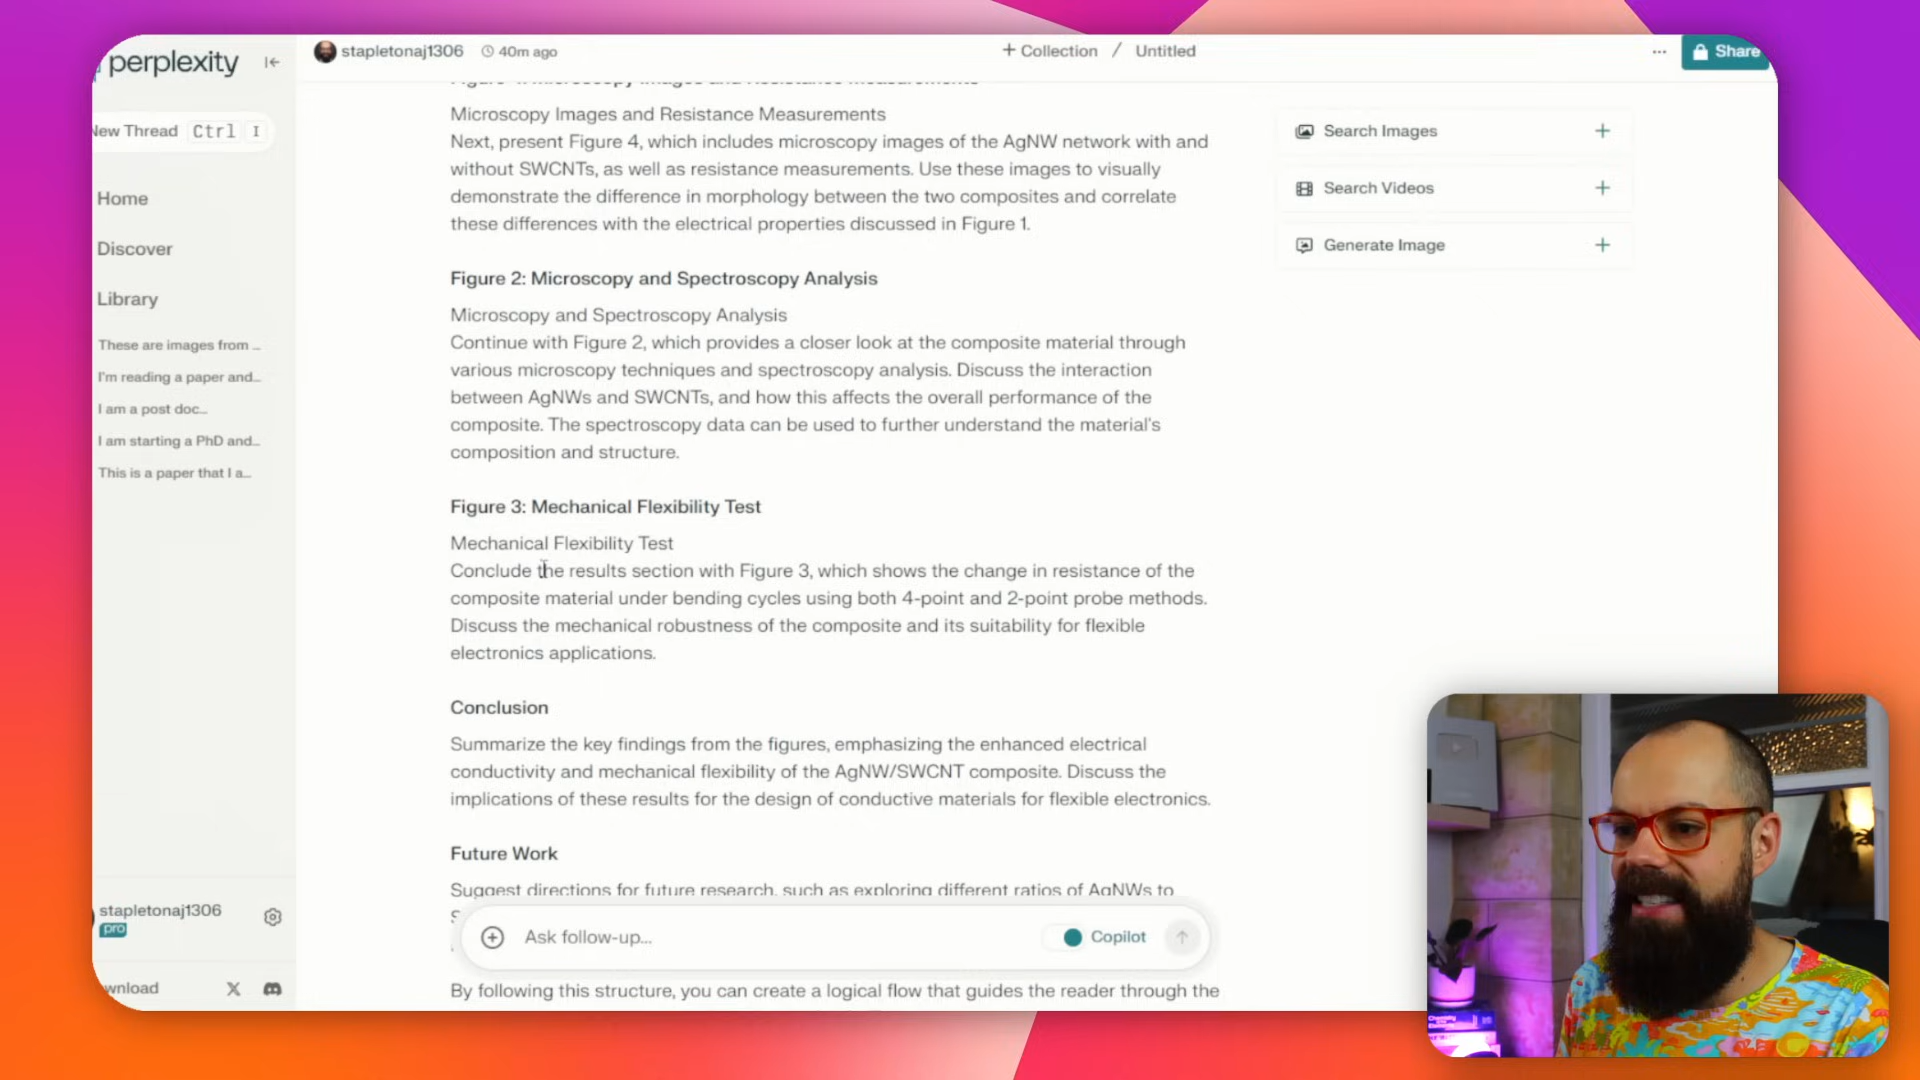 perplexity
New Thread Ctrl I
Home
Discover
Library
These are images from ...
I'm reading a paper and...
I am a post doc...
I am starting a PhD and...
This is a paper that I a...
stapletonaj1306
pro
wnload
stapletonaj1306 40m ago
+ Collection / Untitled
Share
Microscopy Images and Resistance Measurements
Microscopy Images and Resistance Measurements
Next, present Figure 4, which includes microscopy images of the AgNW network with and
without SWCNTs, as well as resistance measurements. Use these images to visually
demonstrate the difference in morphology between the two composites and correlate
these differences with the electrical properties discussed in Figure 1.
Figure 2: Microscopy and Spectroscopy Analysis
Microscopy and Spectroscopy Analysis
Continue with Figure 2, which provides a closer look at the composite material through
various microscopy techniques and spectroscopy analysis. Discuss the interaction
between AgNWs and SWCNTs, and how this affects the overall performance of the
composite. The spectroscopy data can be used to further understand the material's
composition and structure.
Figure 3: Mechanical Flexibility Test
Mechanical Flexibility Test
Conclude the results section with Figure 3, which shows the change in resistance of the
composite material under bending cycles using both 4-point and 2-point probe methods.
Discuss the mechanical robustness of the composite and its suitability for flexible
electronics applications.
Conclusion
Summarize the key findings from the figures, emphasizing the enhanced electrical
conductivity and mechanical flexibility of the AgNW/SWCNT composite. Discuss the
implications of these results for the design of conductive materials for flexible electronics.
Future Work
Suggest directions for future research, such as exploring different ratios of AgNWs to
Ask follow-up...
Copilot
By following this structure, you can create a logical flow that guides the reader through the
Search Images
Search Videos
Generate Image